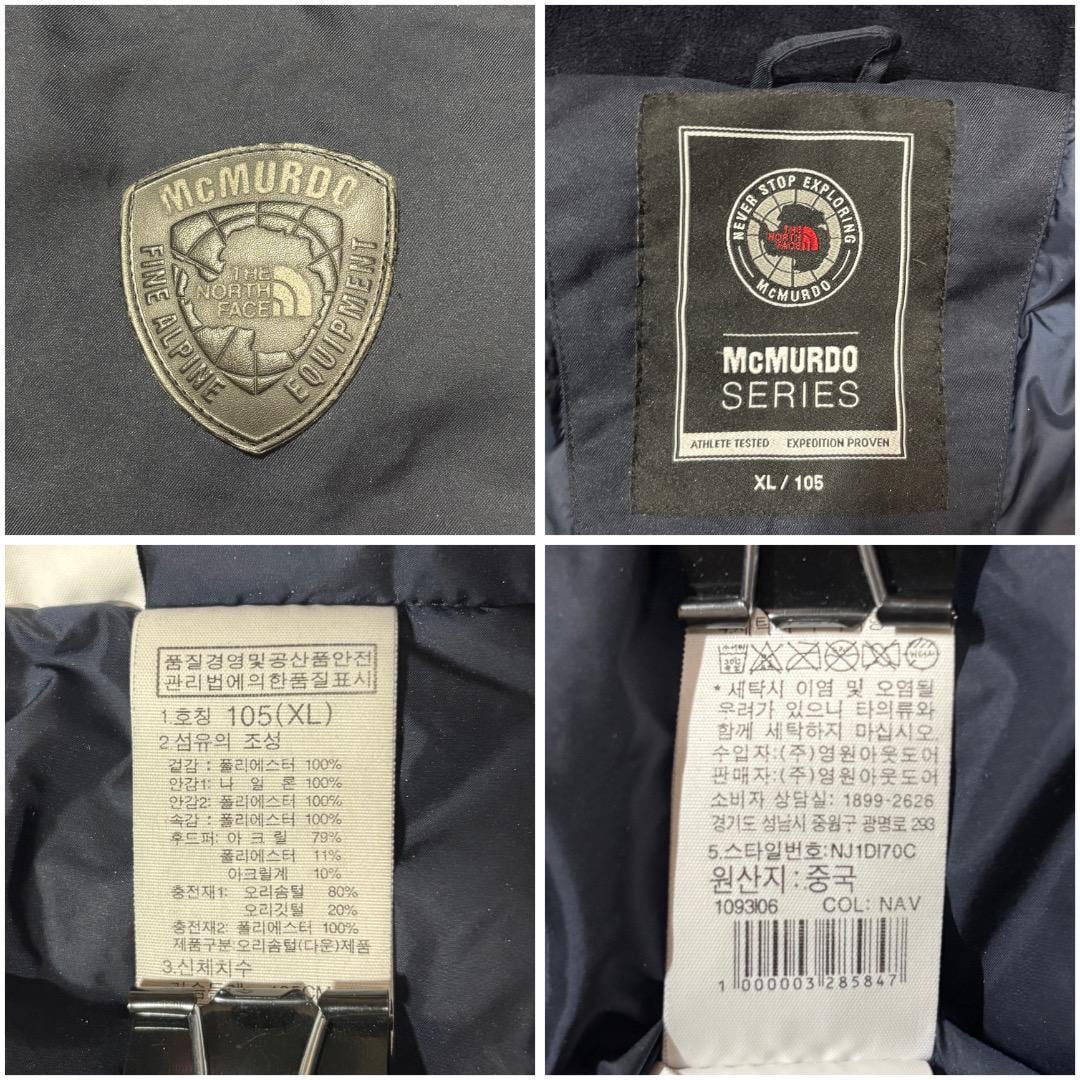 McMURDO
THE
NORTH
FACE
FINE ALPINE
EQUIPMENT
NEVER STOP EXPLORING
THE
NORTH
FACE
McMURDO
McMURDO
SERIES
ATHLETE TESTED EXPEDITION PROVEN
XL / 105
품질경영및공산품안전
관리법에의한품질표시
1.호칭 105(XL)
2.섬유의 조성
겉감 : 폴리에스터 100%
안감1: 나 일 론 100%
안감2: 폴리에스터 100%
속감 : 폴리에스터 100%
후드퍼: 아 크 릴 79%
폴리에스터 11%
아크릴계 10%
충전재1: 오리솜털 80%
오리깃털 20%
충전재2: 폴리에스터 100%
제품구분:오리솜털(다운)제품
3.신체치수
* 세탁시 이염 및 오염될
우려가 있으니 타의류와
함께 세탁하지 마십시오.
수입자:(주)영원아웃도어
판매자:(주)영원아웃도어
소비자 상담실: 1899-2626
경기도 성남시 중원구 광명로 293
5.스타일번호:NJ1DI70C
원산지:중국
1093I06 COL: NAV
1 000003 285847